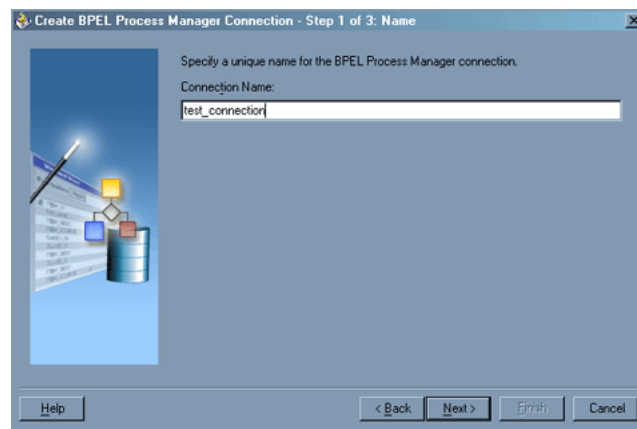 Create BPEL Process Manager Connection - Step 1 of 3: Name
Specify a unique name for the BPEL Process Manager connection.
Connection Name:
test_connection
Help
< Back
Next >
Finish
Cancel